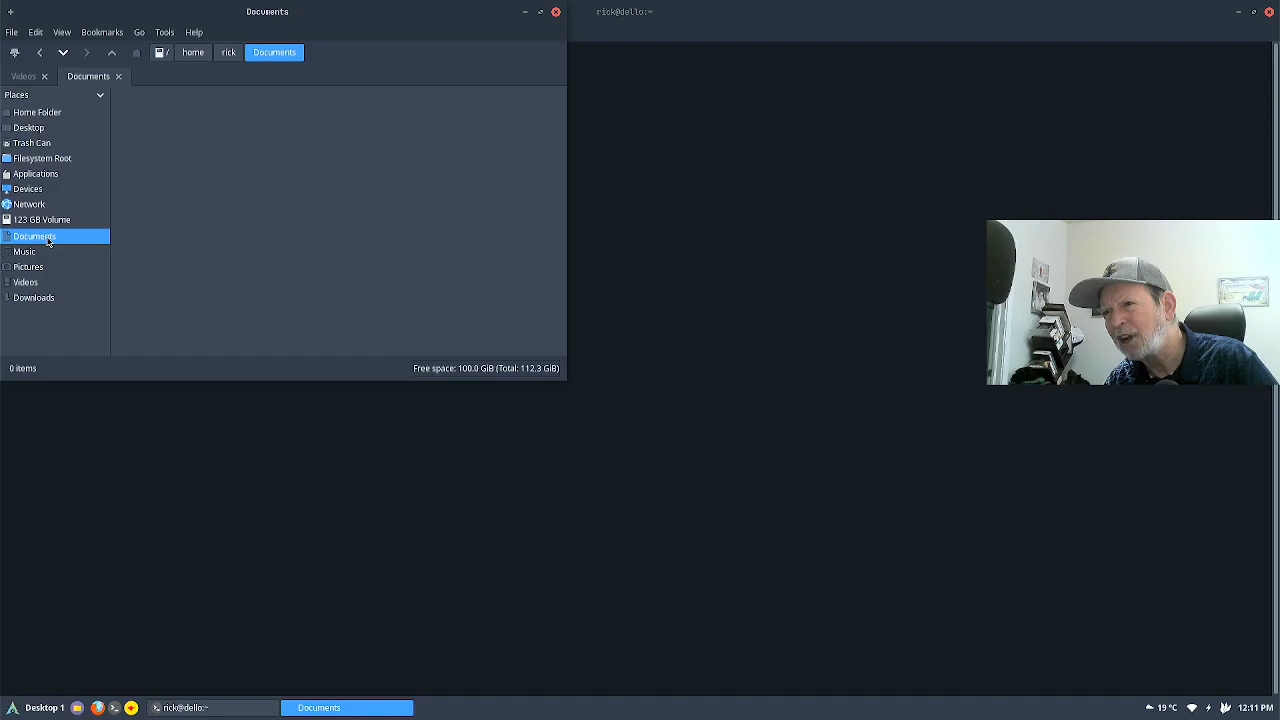 Documents
rick@dello:~
File Edit View Bookmarks Go Tools Help
/ home rick Documents
Videos Documents
Places
Home Folder
Desktop
Trash Can
Filesystem Root
Applications
Devices
Network
123 GB Volume
Documents
Music
Pictures
Videos
Downloads
0 items Free space: 100.0 GiB (Total: 112.3 GiB)
Desktop 1 rick@dello:~ Documents 19°C 12:11 PM